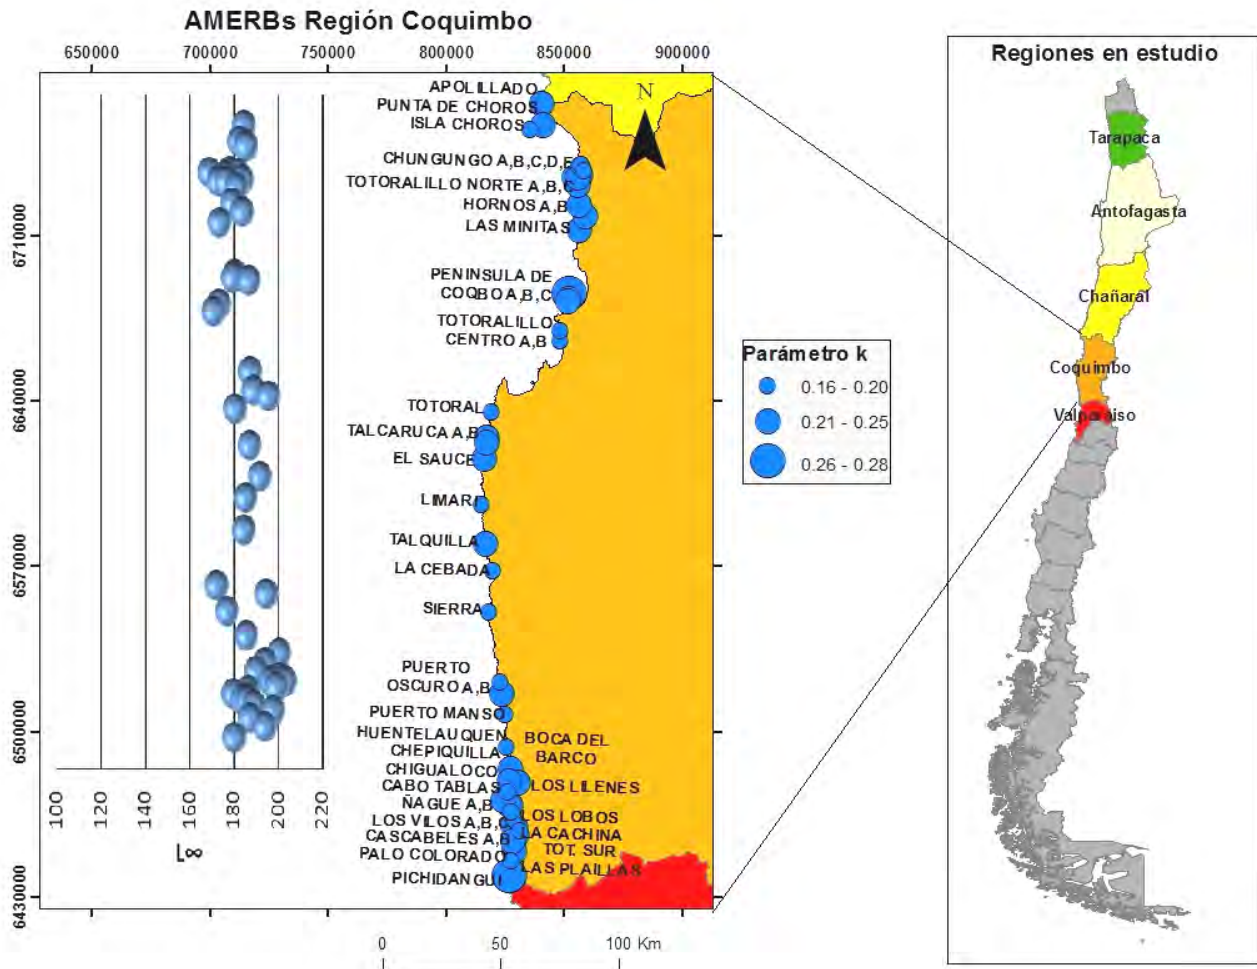 AMERBs Región Coquimbo
650000 700000 750000 800000 850000 900000
6710000
6640000
6570000
6500000
6430000
APOLILLADO
PUNTA DE CHOROS
ISLA CHOROS
CHUNGUNGO A,B,C,D,E
TOTORALILLO NORTE A,B,C
HORNOS A,B
LAS MINITAS
PENINSULA DE
COQBO A,B,C
TOTORALILLO
CENTRO A,B
TOTORAL
TALCARUCA A,B
EL SAUCE
LIMARI
TALQUILLA
LA CEBADA
SIERRA
PUERTO
OSCURO A,B
PUERTO MANSO
HUENTELAUQUEN
CHEPIQUILLA
CHIGUALOCO
CABO TABLAS
ÑAGUE A,B
LOS VILOS A,B,C
CASCABELES A,B
PALO COLORADO
PICHIDANGUI
BOCA DEL
BARCO
LOS LILENES
LOS LOBOS
LA CACHINA
TOT. SUR
LAS PLAILLAS
N
100 120 140 160 180 200 220
L∞
0 50 100 Km
Parámetro k
0.16 - 0.20
0.21 - 0.25
0.26 - 0.28
Regiones en estudio
Tarapaca
Antofagasta
Chañaral
Coquimbo
Valparaiso